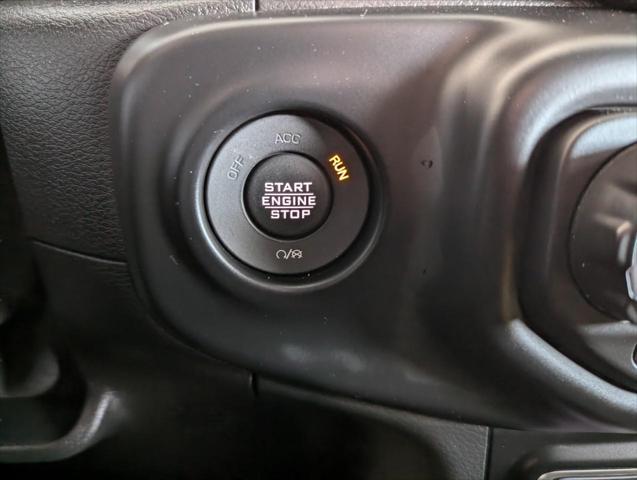 ACC
OFF
RUN
START
ENGINE
STOP